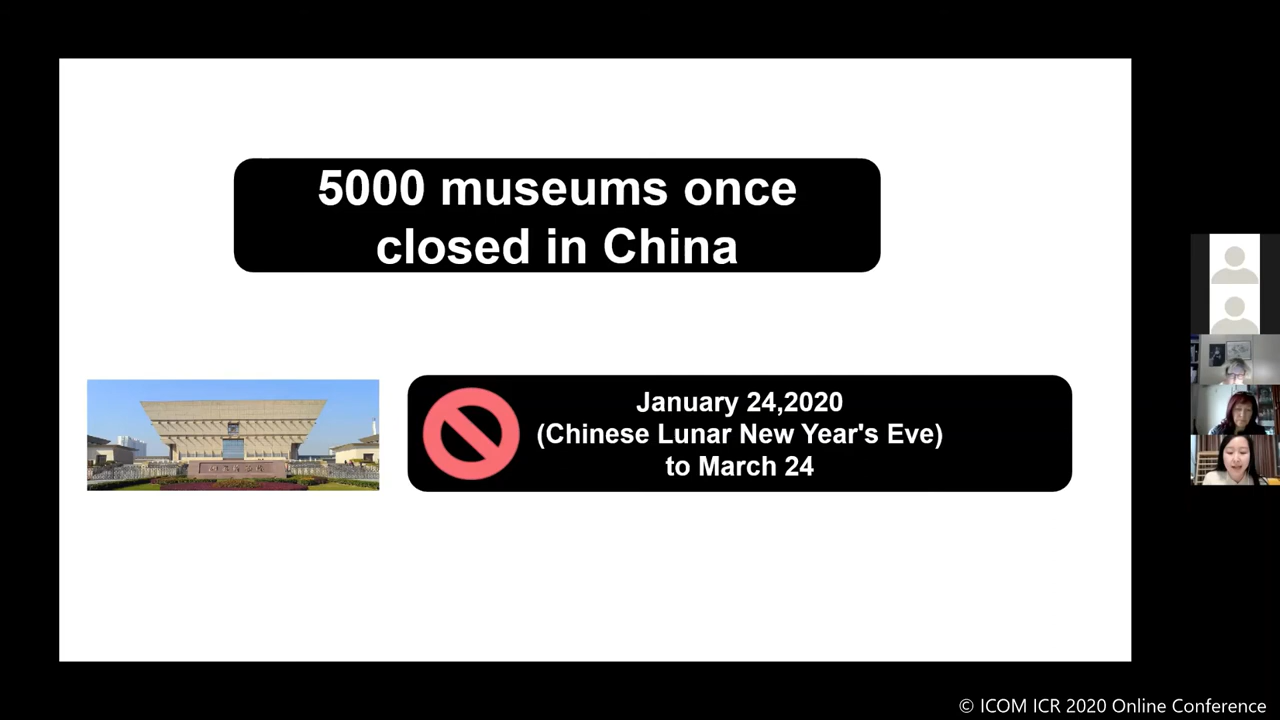 5000 museums once
closed in China
January 24,2020
(Chinese Lunar New Year's Eve)
to March 24
© ICOM ICR 2020 Online Conference